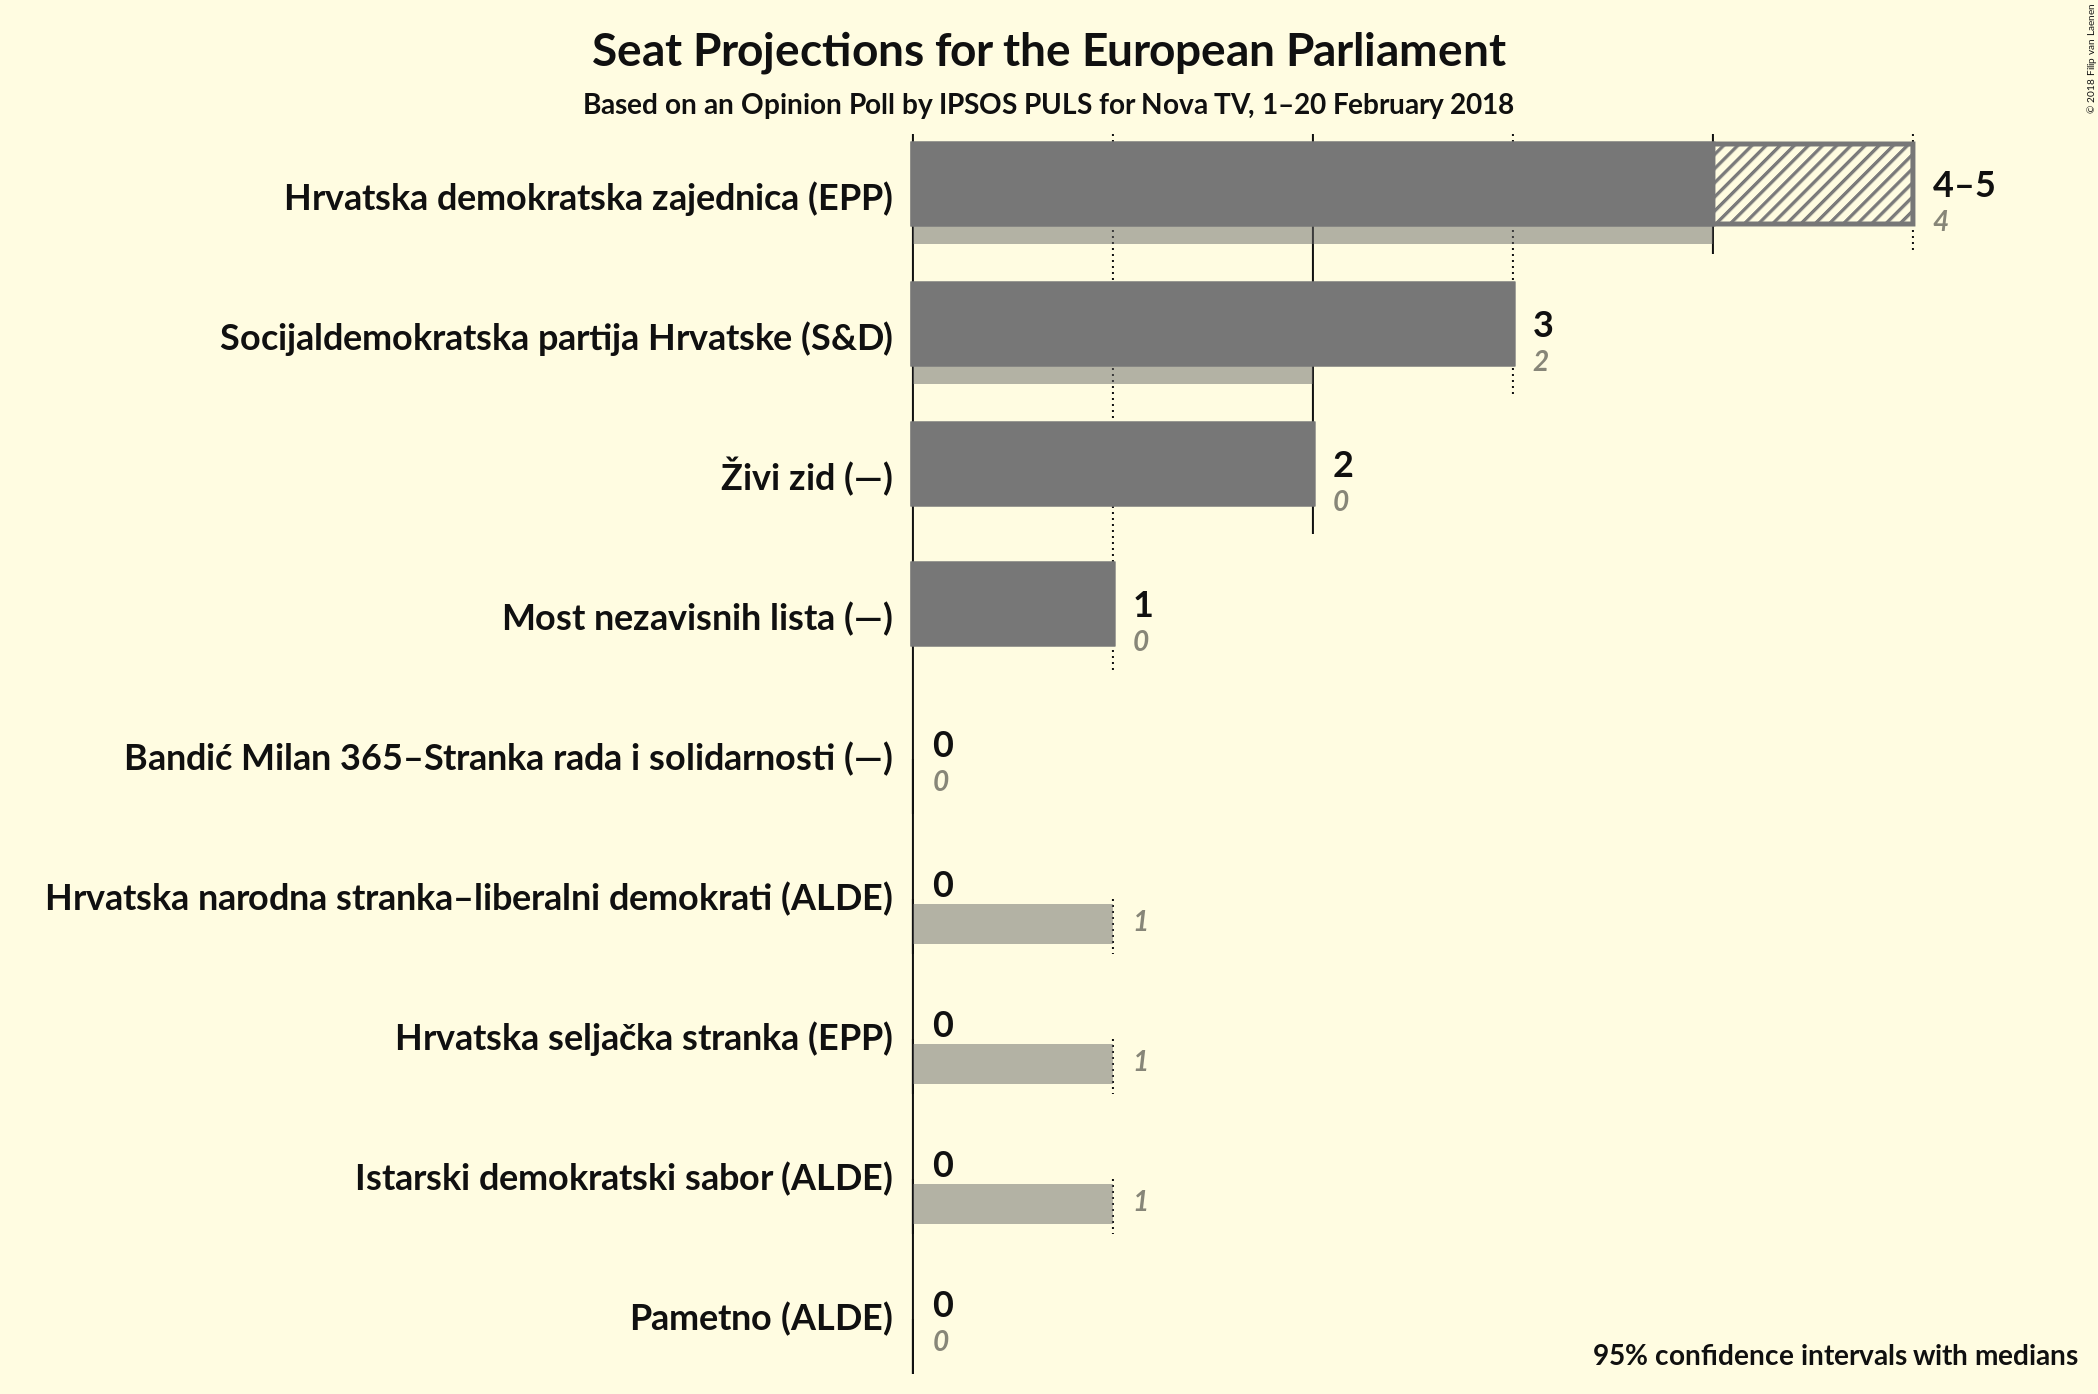 Seat Projections for the European Parliament
Based on an Opinion Poll by IPSOS PULS for Nova TV, 1–20 February 2018
© 2018 Filip van Laenen
Hrvatska demokratska zajednica (EPP)
4–5
4
Socijaldemokratska partija Hrvatske (S&D)
3
2
Živi zid (—)
2
0
Most nezavisnih lista (—)
1
0
Bandić Milan 365–Stranka rada i solidarnosti (—)
0
0
Hrvatska narodna stranka–liberalni demokrati (ALDE)
0
1
Hrvatska seljačka stranka (EPP)
0
1
Istarski demokratski sabor (ALDE)
0
1
Pametno (ALDE)
0
0
95% confidence intervals with medians